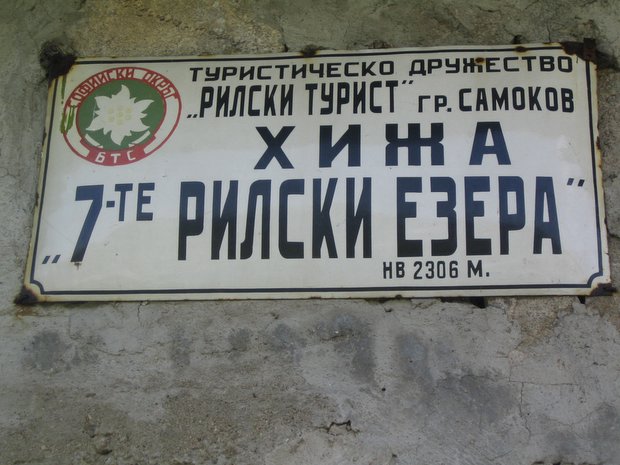 СОФИЙСКИ ОКРЪГ
БТС
ТУРИСТИЧЕСКО ДРУЖЕСТВО
„РИЛСКИ ТУРИСТ" ГР. САМОКОВ
ХИЖА
„7-ТЕ РИЛСКИ ЕЗЕРА"
НВ 2306 М.